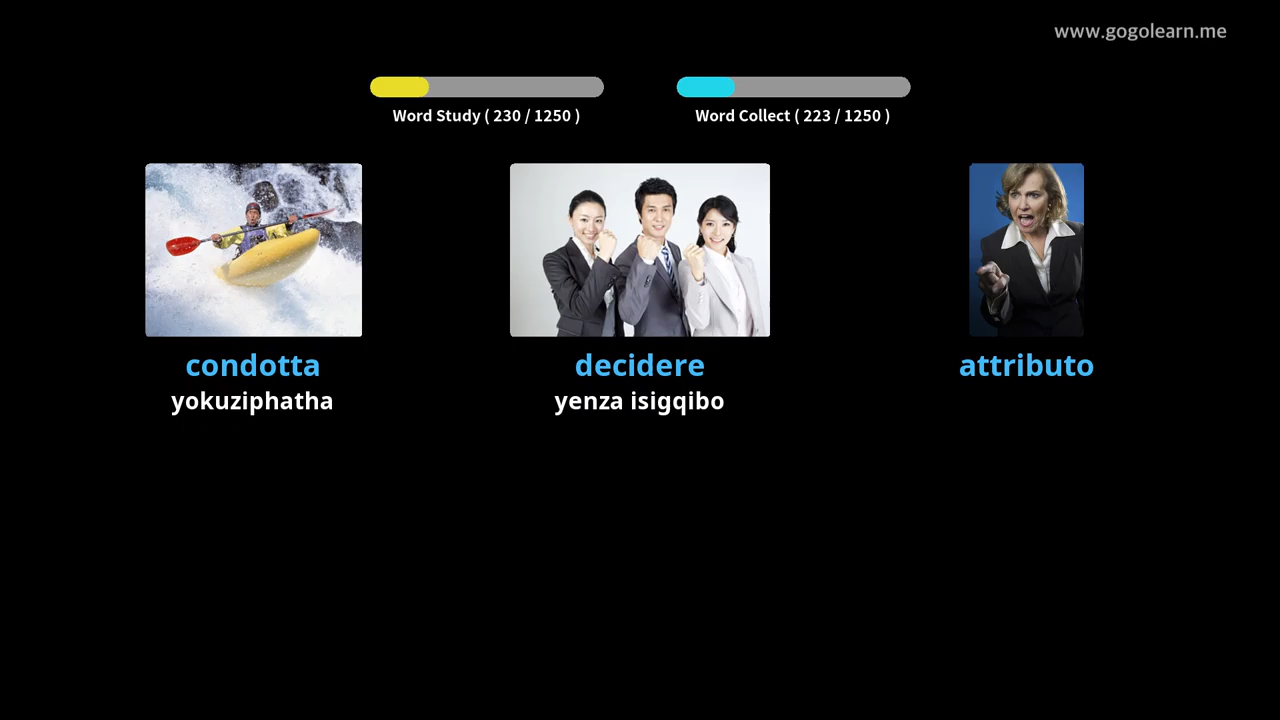 www.gogolearn.me
Word Study ( 230 / 1250 )
Word Collect ( 223 / 1250 )
condotta
decidere
attributo
yokuziphatha
yenza isigqibo